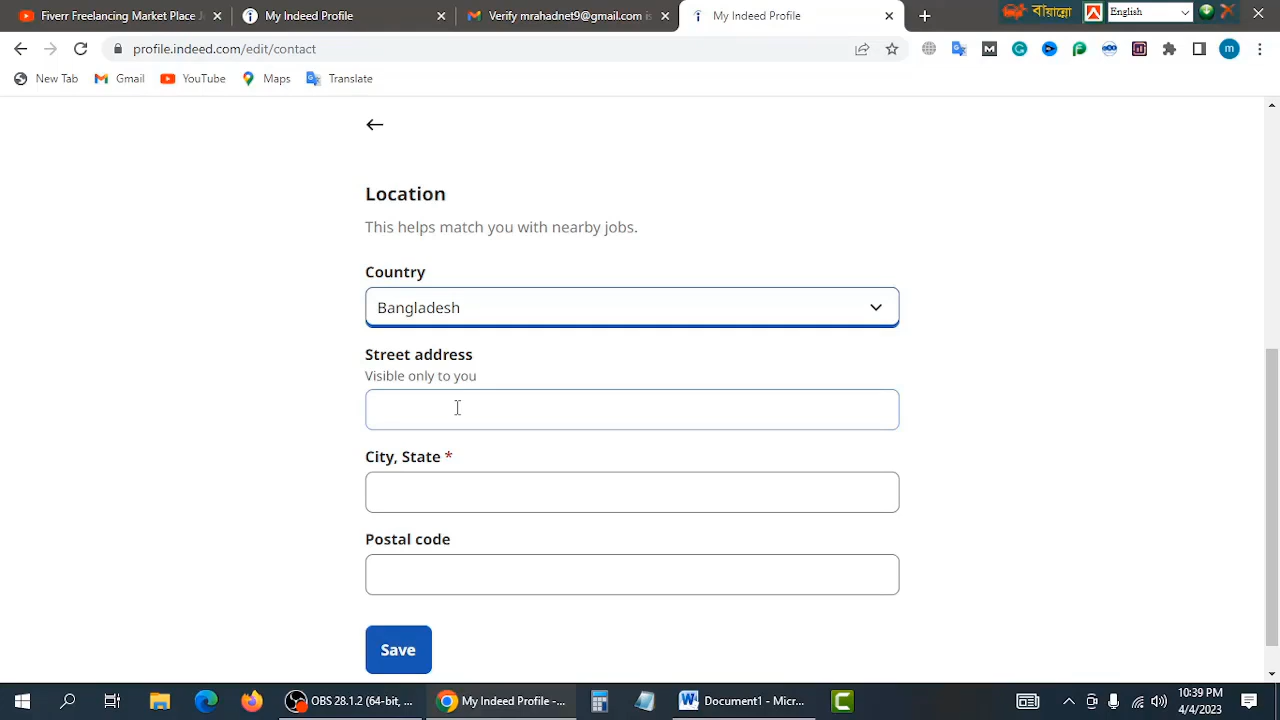 Fiver Freelancing Market Place J
My Indeed Profile
Verify mrahadnet9@gmail.com is
My Indeed Profile
বায়ান্নো
English
profile.indeed.com/edit/contact
m
New Tab
Gmail
YouTube
Maps
Translate
Location
This helps match you with nearby jobs.
Country
Bangladesh
Street address
Visible only to you
City, State *
Postal code
Save
OBS 28.1.2 (64-bit, ...
My Indeed Profile...
Document1 - Micr...
10:39 PM
4/4/2023